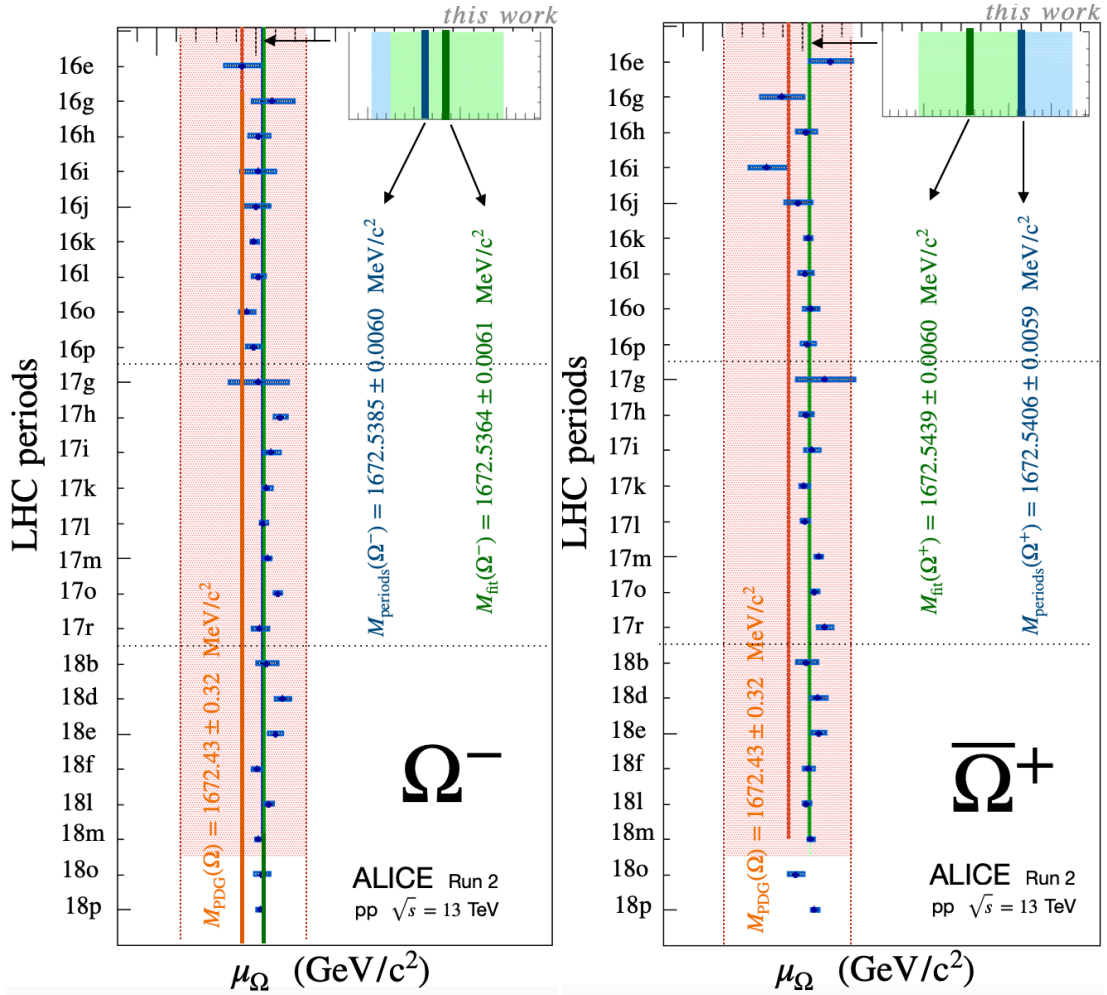 this work
16e
16g
16h
16i
16j
16k
16l
16o
16p
17g
17h
17i
17k
17l
17m
17o
17r
18b
18d
18e
18f
18l
18m
18o
18p
LHC periods
M_PDG(Ω) = 1672.43 ± 0.32 MeV/c²
M_periods(Ω⁻) = 1672.5385 ± 0.0060 MeV/c²
M_fit(Ω⁻) = 1672.5364 ± 0.0061 MeV/c²
Ω⁻
ALICE Run 2
pp √s = 13 TeV
μ_Ω (GeV/c²)
this work
16e
16g
16h
16i
16j
16k
16l
16o
16p
17g
17h
17i
17k
17l
17m
17o
17r
18b
18d
18e
18f
18l
18m
18o
18p
LHC periods
M_PDG(Ω) = 1672.43 ± 0.32 MeV/c²
M_fit(Ω⁺) = 1672.5439 ± 0.0060 MeV/c²
M_periods(Ω⁺) = 1672.5406 ± 0.0059 MeV/c²
Ω̅⁺
ALICE Run 2
pp √s = 13 TeV
μ_Ω (GeV/c²)